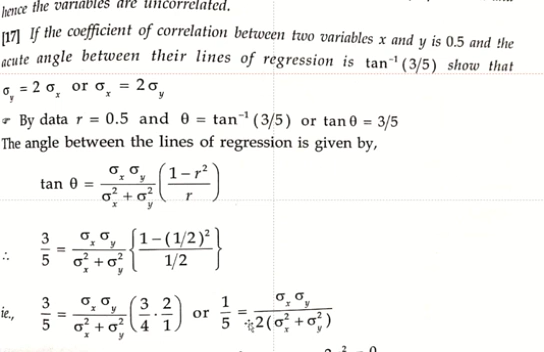 hence the variables are uncorrelated.
[17] If the coefficient of correlation between two variables x and y is 0.5 and the
acute angle between their lines of regression is tan⁻¹ (3/5) show that
σ_y = 2 σ_x or σ_x = 2σ_y
☞ By data r = 0.5 and θ = tan⁻¹ (3/5) or tan θ = 3/5
The angle between the lines of regression is given by,
tan θ = σ_x σ_y / (σ_x² + σ_y²) ((1 − r²) / r)
∴ 3/5 = σ_x σ_y / (σ_x² + σ_y²) {(1 − (1/2)²) / (1/2)}
ie., 3/5 = σ_x σ_y / (σ_x² + σ_y²) (3/4 · 2/1) or 1/5 = σ_x σ_y / 2(σ_x² + σ_y²)